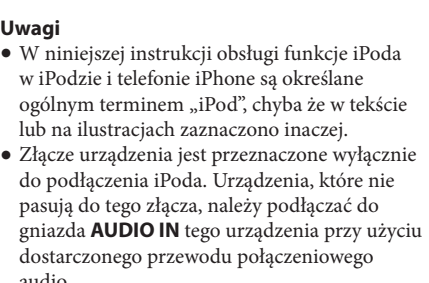 Uwagi
• W niniejszej instrukcji obsługi funkcje iPoda
w iPodzie i telefonie iPhone są określane
ogólnym terminem „iPod”, chyba że w tekście
lub na ilustracjach zaznaczono inaczej.
• Złącze urządzenia jest przeznaczone wyłącznie
do podłączenia iPoda. Urządzenia, które nie
pasują do tego złącza, należy podłączać do
gniazda AUDIO IN tego urządzenia przy użyciu
dostarczonego przewodu połączeniowego
audio.